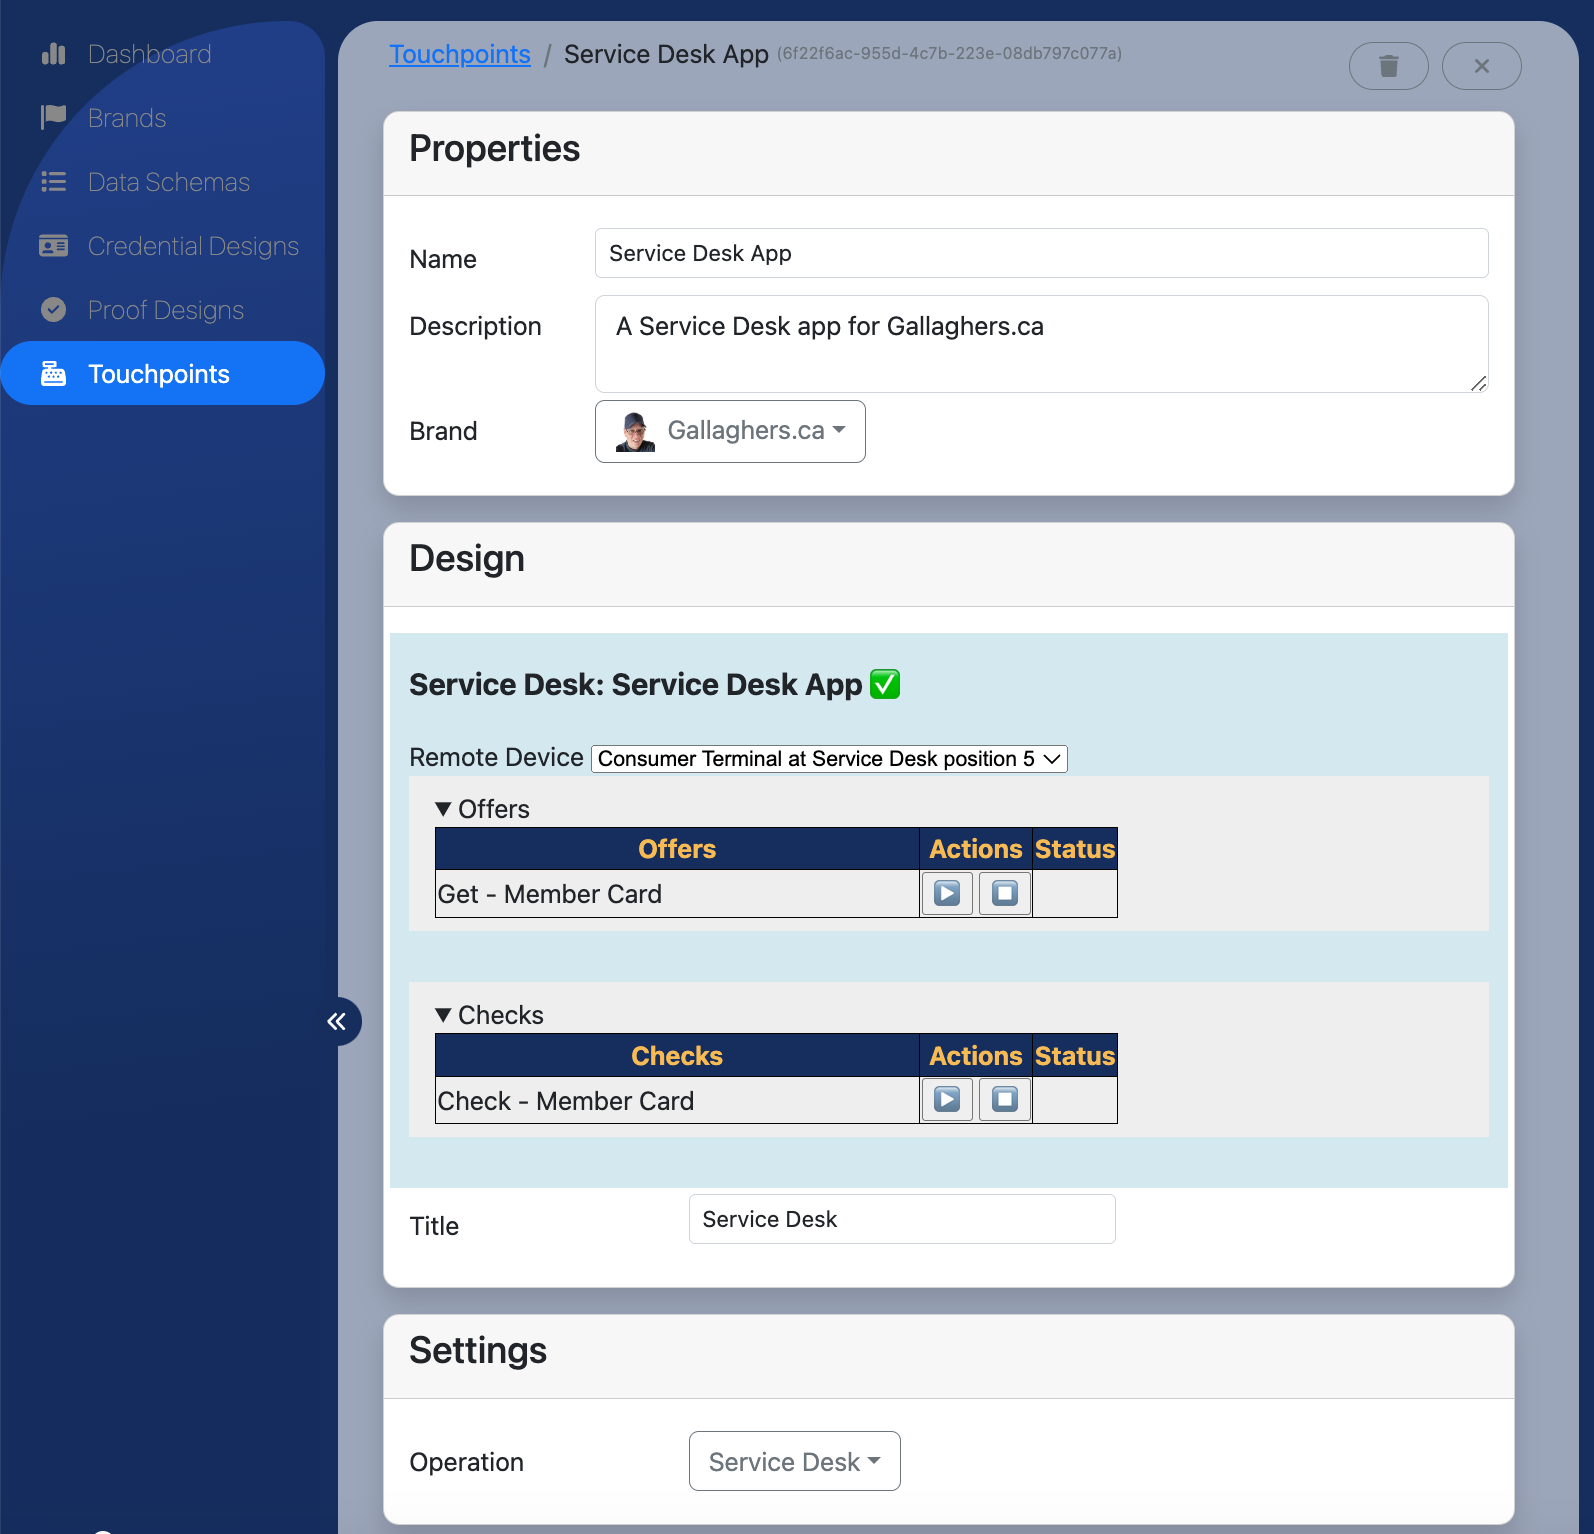 Dashboard
Brands
Data Schemas
Credential Designs
Proof Designs
Touchpoints
Touchpoints / Service Desk App (6f22f6ac-955d-4c7b-223e-08db797c077a)
Properties
Name Service Desk App
Description A Service Desk app for Gallaghers.ca
Brand Gallaghers.ca
Design
Service Desk: Service Desk App ✅
Remote Device Consumer Terminal at Service Desk position 5
▼ Offers
Offers Actions Status
Get - Member Card
▼ Checks
Checks Actions Status
Check - Member Card
Title Service Desk
Settings
Operation Service Desk